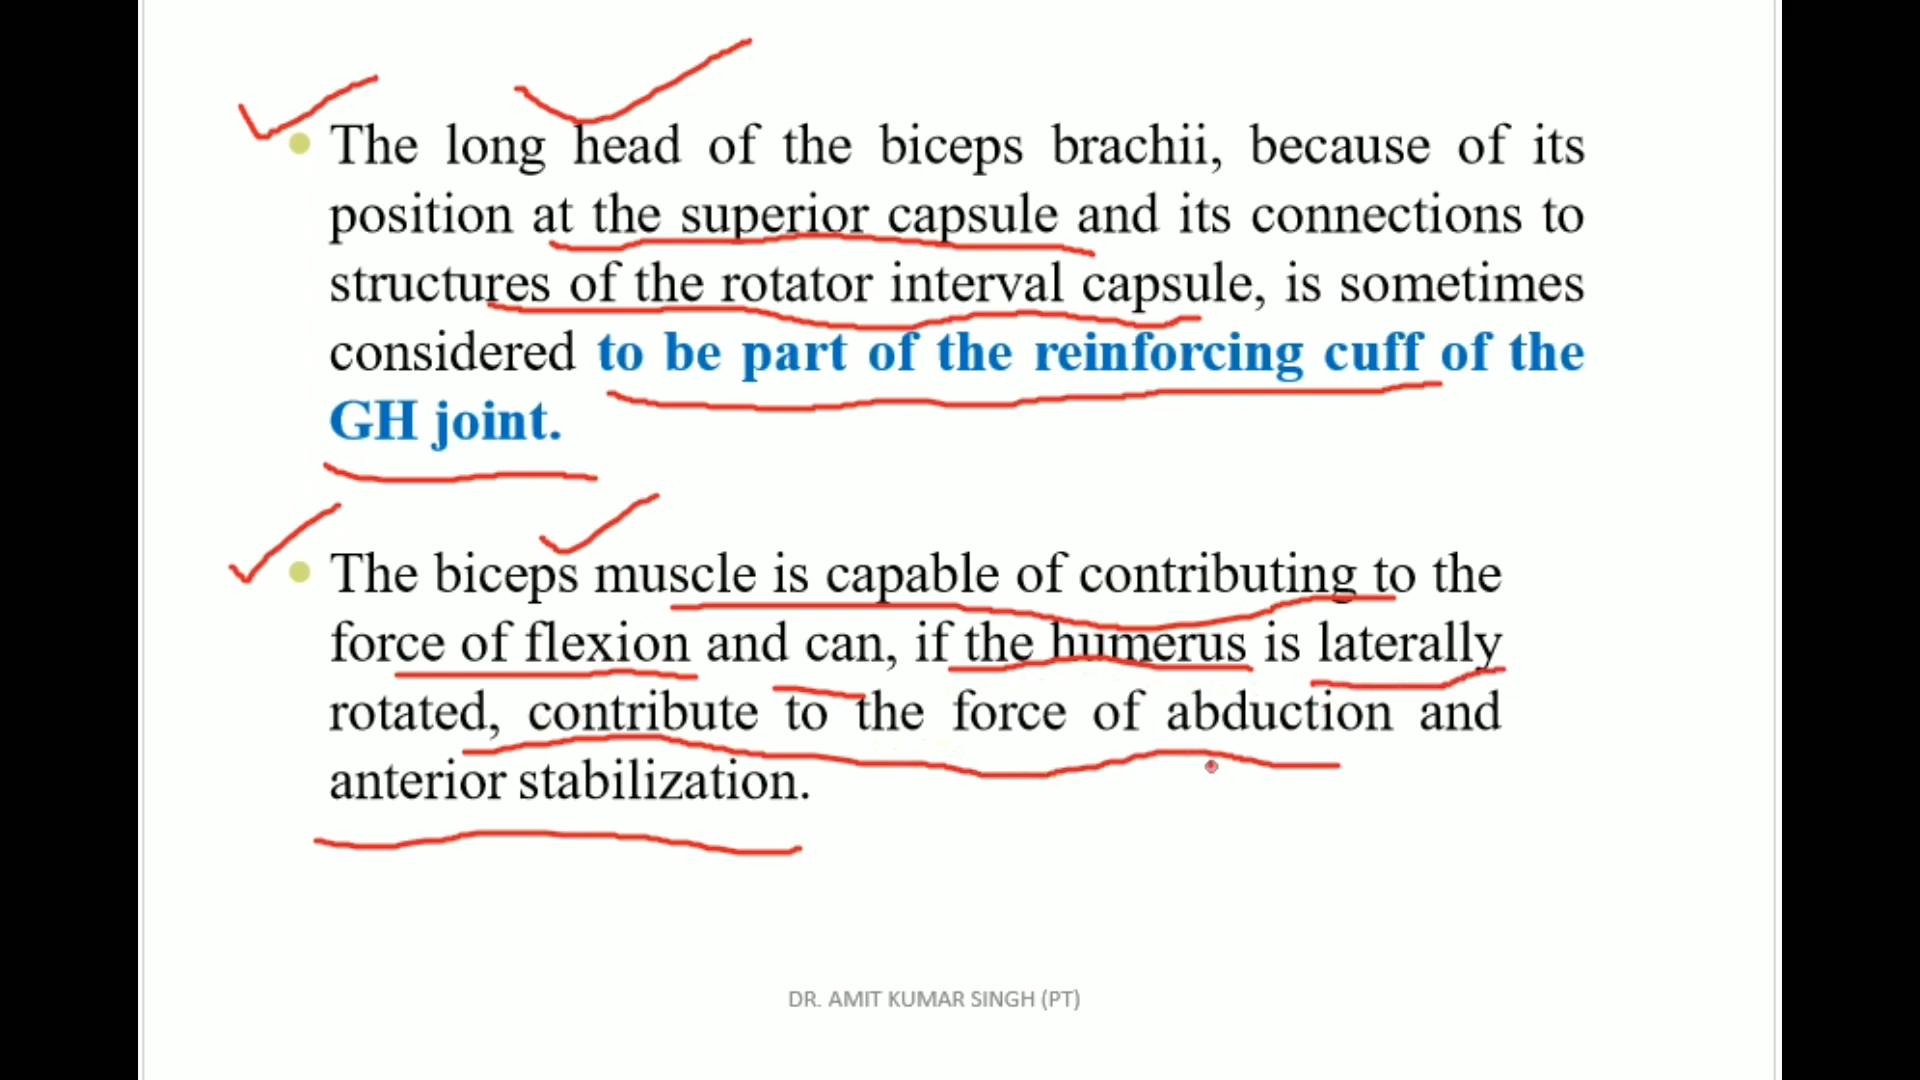 The long head of the biceps brachii, because of its
position at the superior capsule and its connections to
structures of the rotator interval capsule, is sometimes
considered to be part of the reinforcing cuff of the
GH joint.
The biceps muscle is capable of contributing to the
force of flexion and can, if the humerus is laterally
rotated, contribute to the force of abduction and
anterior stabilization.
DR. AMIT KUMAR SINGH (PT)